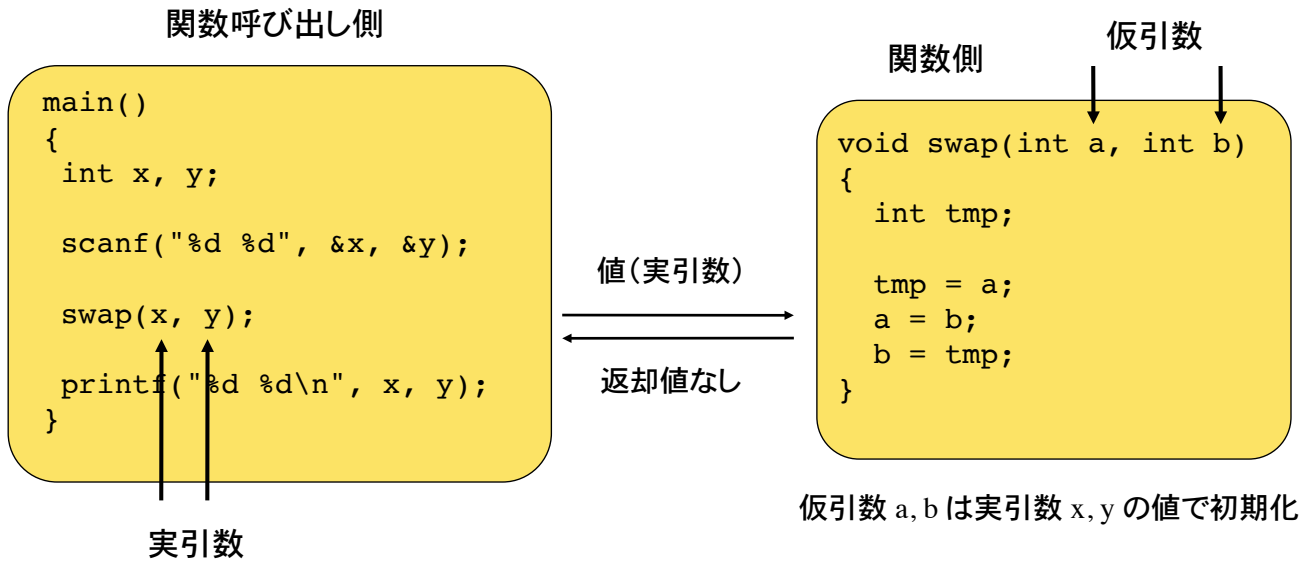 関数呼び出し側
main()
{
int x, y;
scanf("%d %d", &x, &y);
swap(x, y);
printf("%d %d\n", x, y);
}
実引数
値(実引数)
返却値なし
関数側
仮引数
void swap(int a, int b)
{
int tmp;
tmp = a;
a = b;
b = tmp;
}
仮引数 a, b は実引数 x, y の値で初期化